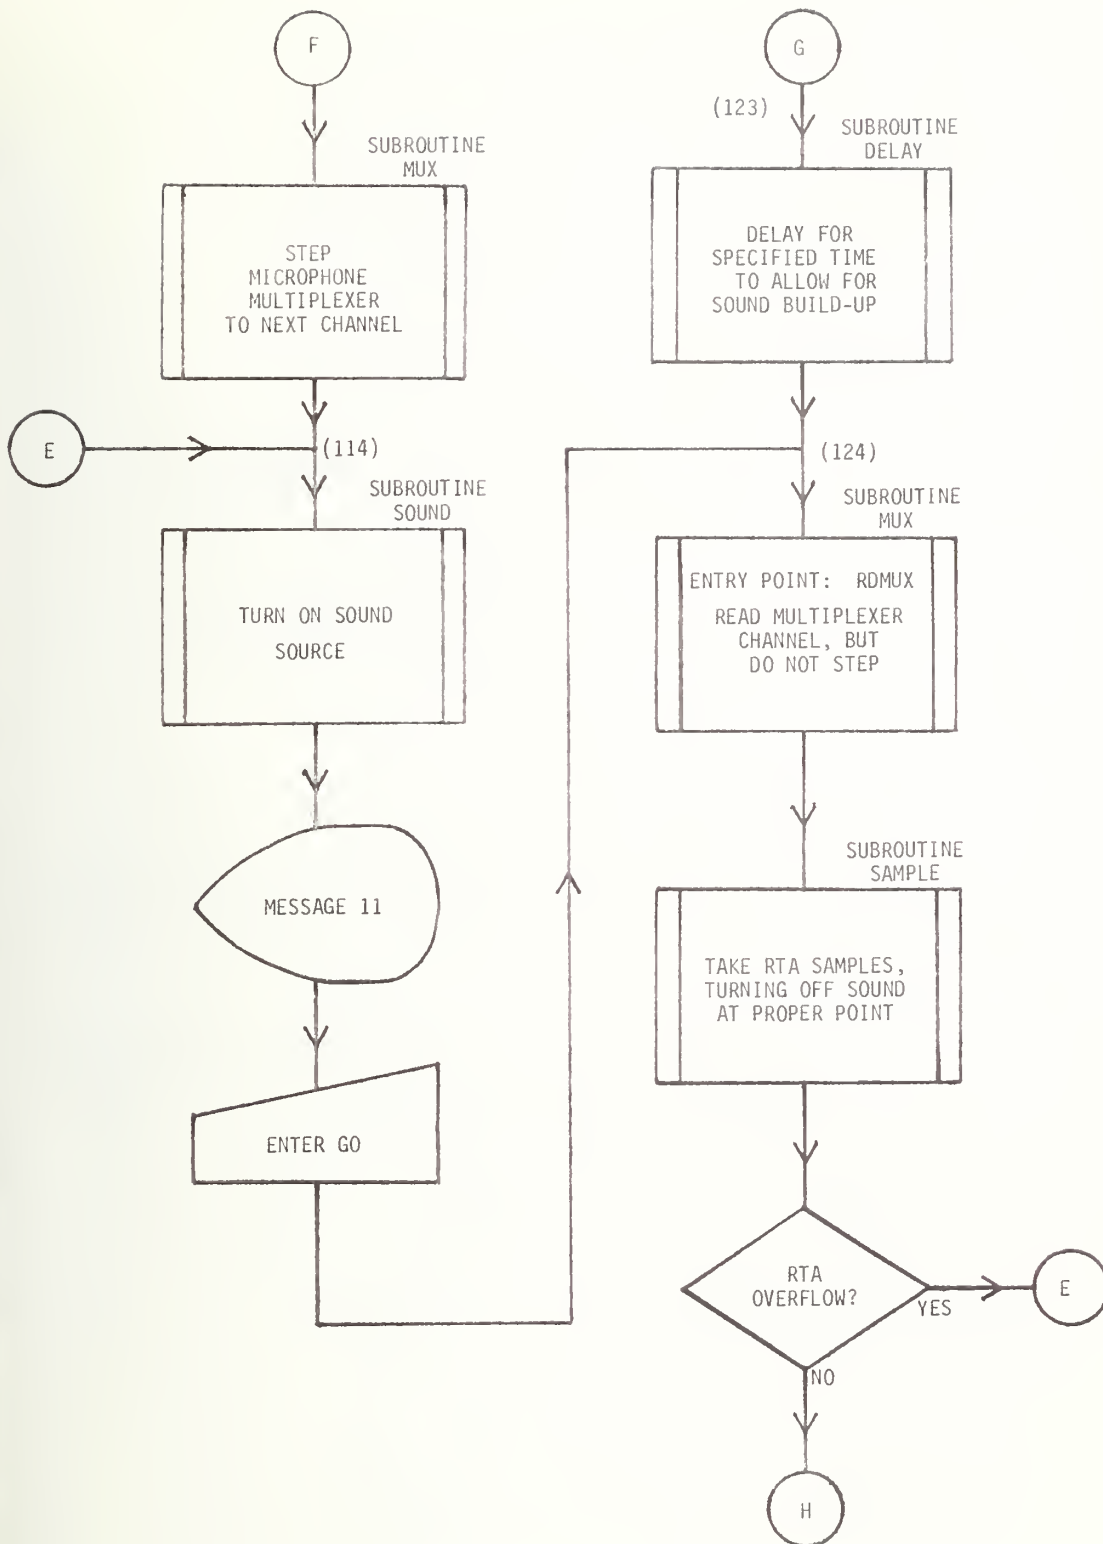 F
SUBROUTINE
MUX
STEP
MICROPHONE
MULTIPLEXER
TO NEXT CHANNEL
E
(114)
SUBROUTINE
SOUND
TURN ON SOUND
SOURCE
MESSAGE 11
ENTER GO
G
(123)
SUBROUTINE
DELAY
DELAY FOR
SPECIFIED TIME
TO ALLOW FOR
SOUND BUILD-UP
(124)
SUBROUTINE
MUX
ENTRY POINT: RDMUX
READ MULTIPLEXER
CHANNEL, BUT
DO NOT STEP
SUBROUTINE
SAMPLE
TAKE RTA SAMPLES,
TURNING OFF SOUND
AT PROPER POINT
RTA
OVERFLOW?
YES
E
NO
H